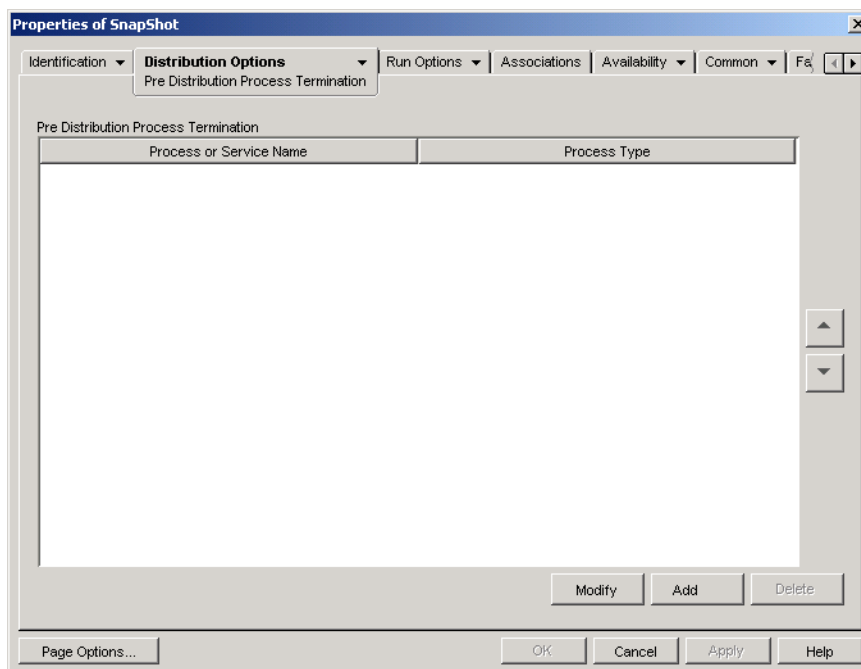 Properties of SnapShot
Identification
Distribution Options
Run Options
Associations
Availability
Common
Pre Distribution Process Termination
Pre Distribution Process Termination
Process or Service Name
Process Type
Modify
Add
Delete
Page Options...
OK
Cancel
Apply
Help